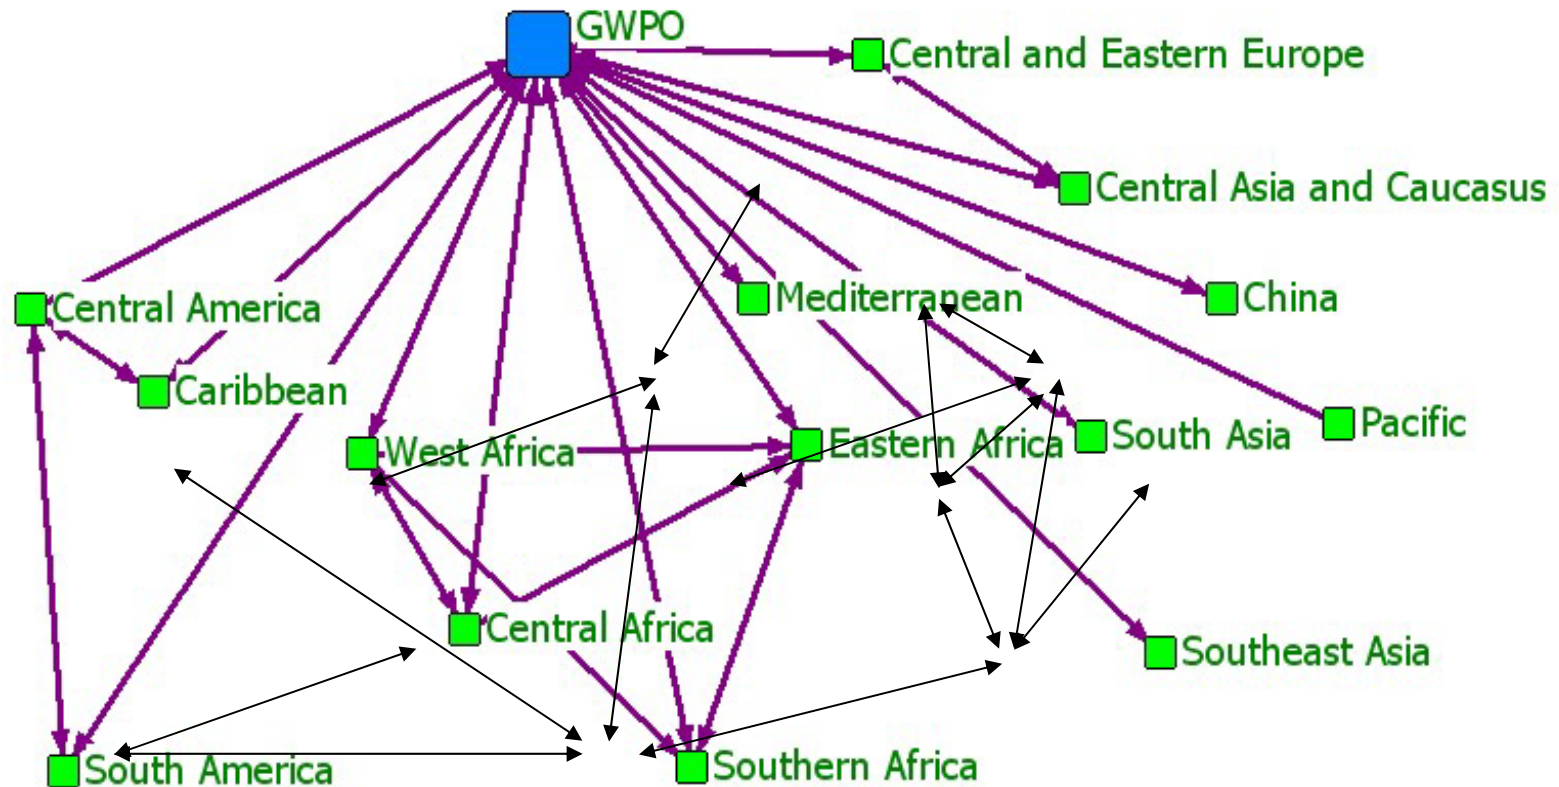 GWPO
Central and Eastern Europe
Central Asia and Caucasus
Mediterranean
China
Central America
Caribbean
Pacific
West Africa
Eastern Africa
South Asia
Central Africa
Southeast Asia
South America
Southern Africa